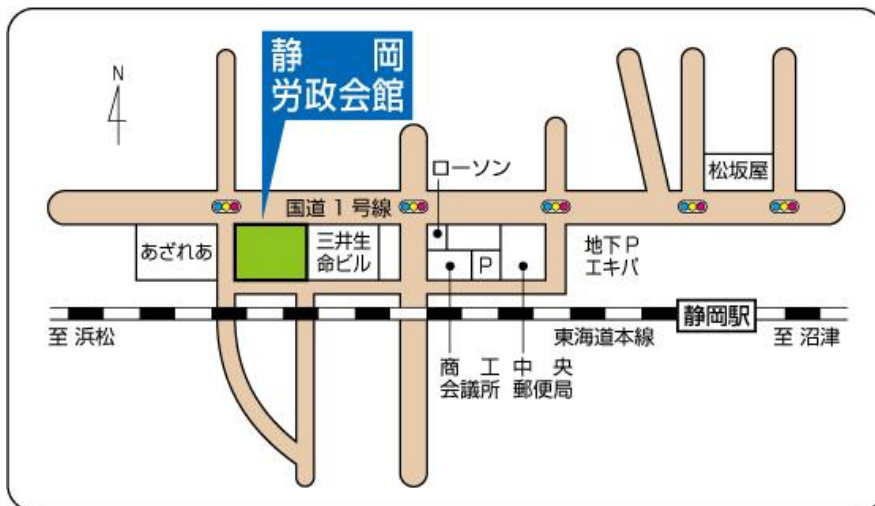 静 岡
労政会館
N
ローソン
松坂屋
国道1号線
あざれあ
三井生
命ビル
P
地下P
エキパ
静岡駅
至 浜松
東海道本線
至 沼津
商 工
会議所
中 央
郵便局